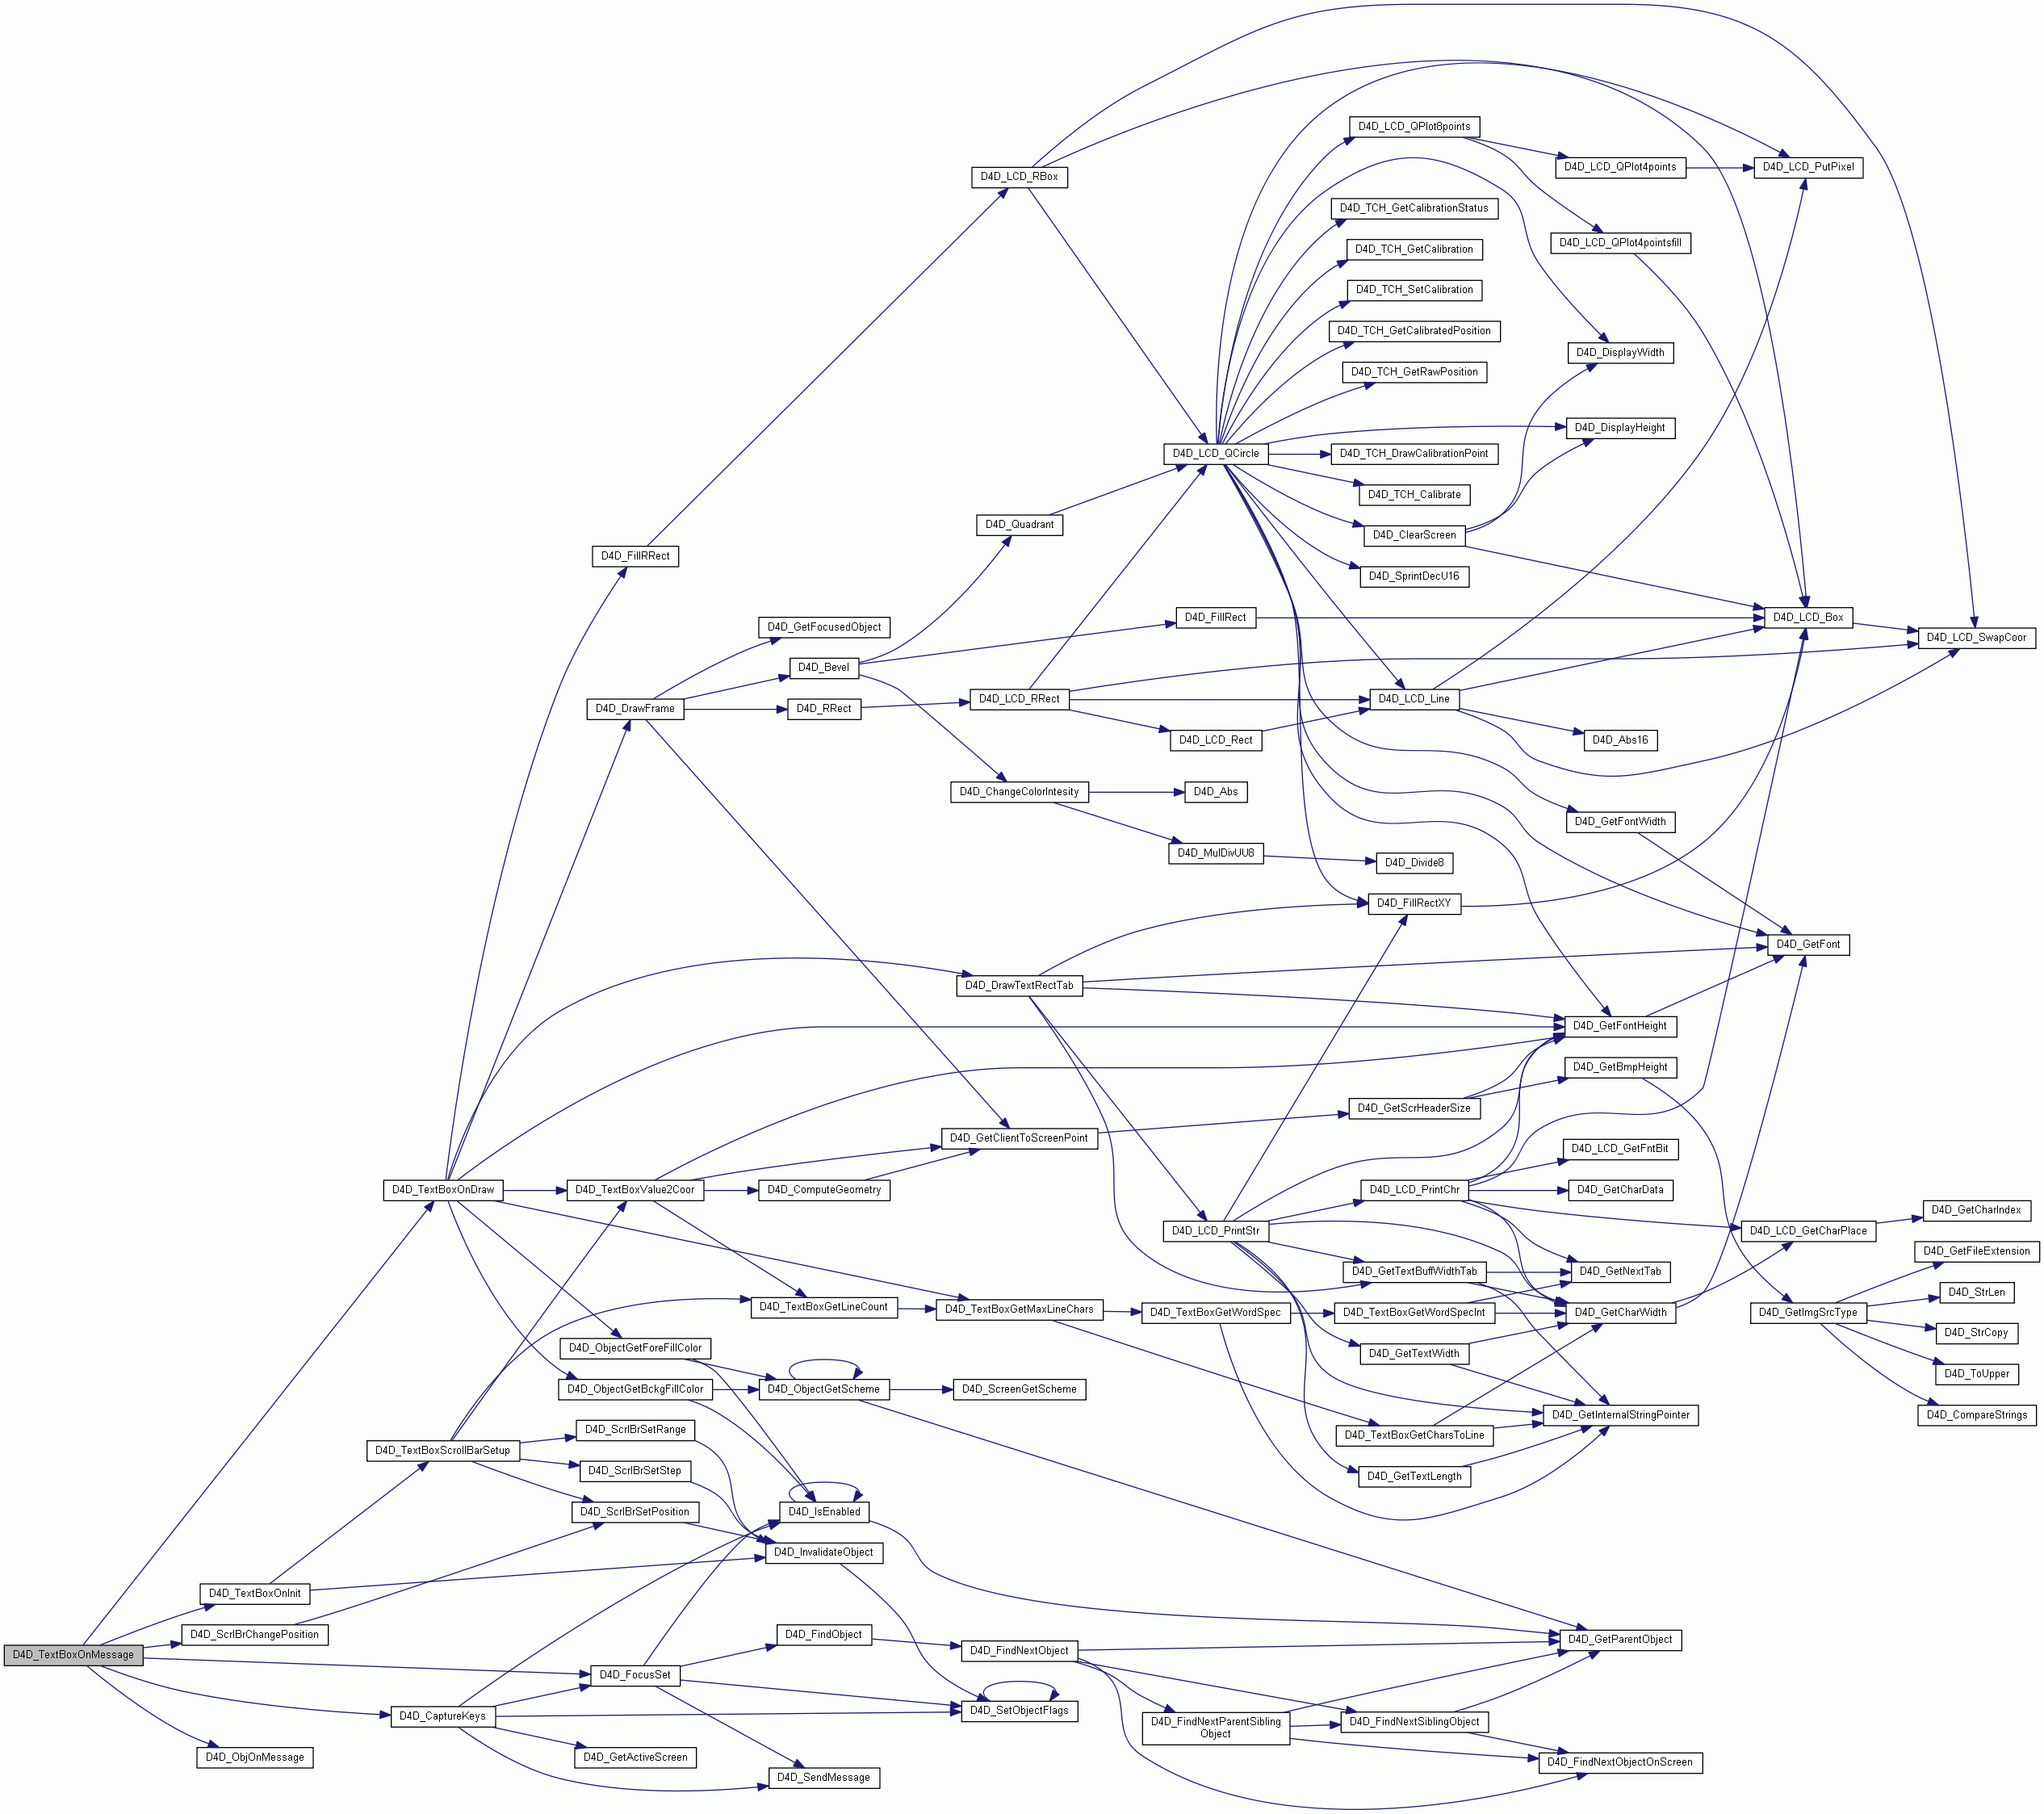 D4D_LCD_RBox
D4D_LCD_QPlot8points
D4D_LCD_QPlot4points
D4D_LCD_PutPixel
D4D_TCH_GetCalibrationStatus
D4D_LCD_QPlot4pointsfill
D4D_TCH_GetCalibration
D4D_TCH_SetCalibration
D4D_TCH_GetCalibratedPosition
D4D_DisplayWidth
D4D_TCH_GetRawPosition
D4D_DisplayHeight
D4D_LCD_QCircle
D4D_TCH_DrawCalibrationPoint
D4D_TCH_Calibrate
D4D_Quadrant
D4D_ClearScreen
D4D_FillRRect
D4D_SprintDecU16
D4D_FillRect
D4D_LCD_Box
D4D_GetFocusedObject
D4D_LCD_SwapCoor
D4D_Bevel
D4D_LCD_RRect
D4D_LCD_Line
D4D_DrawFrame
D4D_RRect
D4D_LCD_Rect
D4D_Abs16
D4D_ChangeColorIntesity
D4D_Abs
D4D_GetFontWidth
D4D_MulDivUU8
D4D_Divide8
D4D_FillRectXY
D4D_GetFont
D4D_DrawTextRectTab
D4D_GetFontHeight
D4D_GetBmpHeight
D4D_GetScrHeaderSize
D4D_GetClientToScreenPoint
D4D_LCD_GetFntBit
D4D_TextBoxOnDraw
D4D_TextBoxValue2Coor
D4D_ComputeGeometry
D4D_LCD_PrintChr
D4D_GetCharData
D4D_GetCharIndex
D4D_LCD_PrintStr
D4D_LCD_GetCharPlace
D4D_GetFileExtension
D4D_GetTextBuffWidthTab
D4D_GetNextTab
D4D_StrLen
D4D_TextBoxGetLineCount
D4D_TextBoxGetMaxLineChars
D4D_TextBoxGetWordSpec
D4D_TextBoxGetWordSpecInt
D4D_GetCharWidth
D4D_GetImgSrcType
D4D_StrCopy
D4D_ObjectGetForeFillColor
D4D_GetTextWidth
D4D_ToUpper
D4D_ObjectGetBckgFillColor
D4D_ObjectGetScheme
D4D_ScreenGetScheme
D4D_GetInternalStringPointer
D4D_CompareStrings
D4D_ScrlBrSetRange
D4D_TextBoxGetCharsToLine
D4D_TextBoxScrollBarSetup
D4D_ScrlBrSetStep
D4D_GetTextLength
D4D_ScrlBrSetPosition
D4D_IsEnabled
D4D_InvalidateObject
D4D_TextBoxOnInit
D4D_ScrlBrChangePosition
D4D_FindObject
D4D_FindNextObject
D4D_GetParentObject
D4D_TextBoxOnMessage
D4D_FocusSet
D4D_SetObjectFlags
D4D_CaptureKeys
D4D_FindNextParentSibling
Object
D4D_FindNextSiblingObject
D4D_ObjOnMessage
D4D_GetActiveScreen
D4D_FindNextObjectOnScreen
D4D_SendMessage